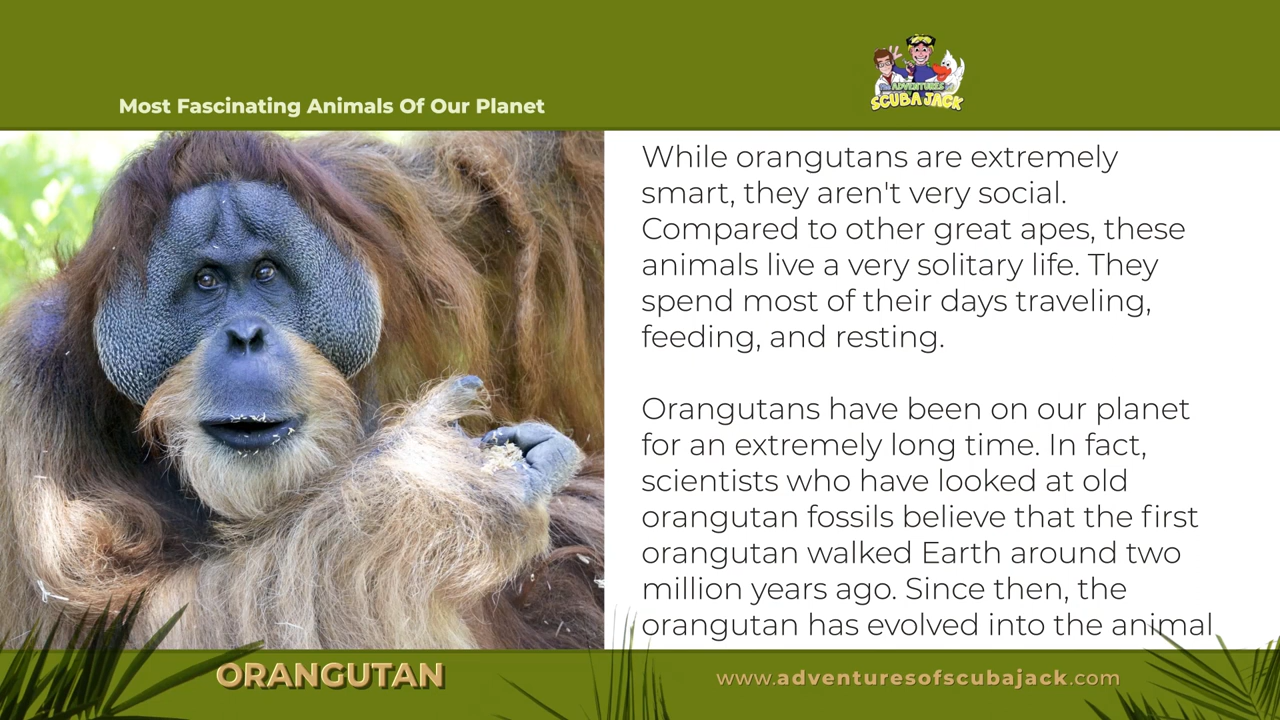 Most Fascinating Animals Of Our Planet
THE ADVENTURES OF
SCUBA JACK
While orangutans are extremely
smart, they aren't very social.
Compared to other great apes, these
animals live a very solitary life. They
spend most of their days traveling,
feeding, and resting.
Orangutans have been on our planet
for an extremely long time. In fact,
scientists who have looked at old
orangutan fossils believe that the first
orangutan walked Earth around two
million years ago. Since then, the
orangutan has evolved into the animal
ORANGUTAN
www.adventuresofscubajack.com